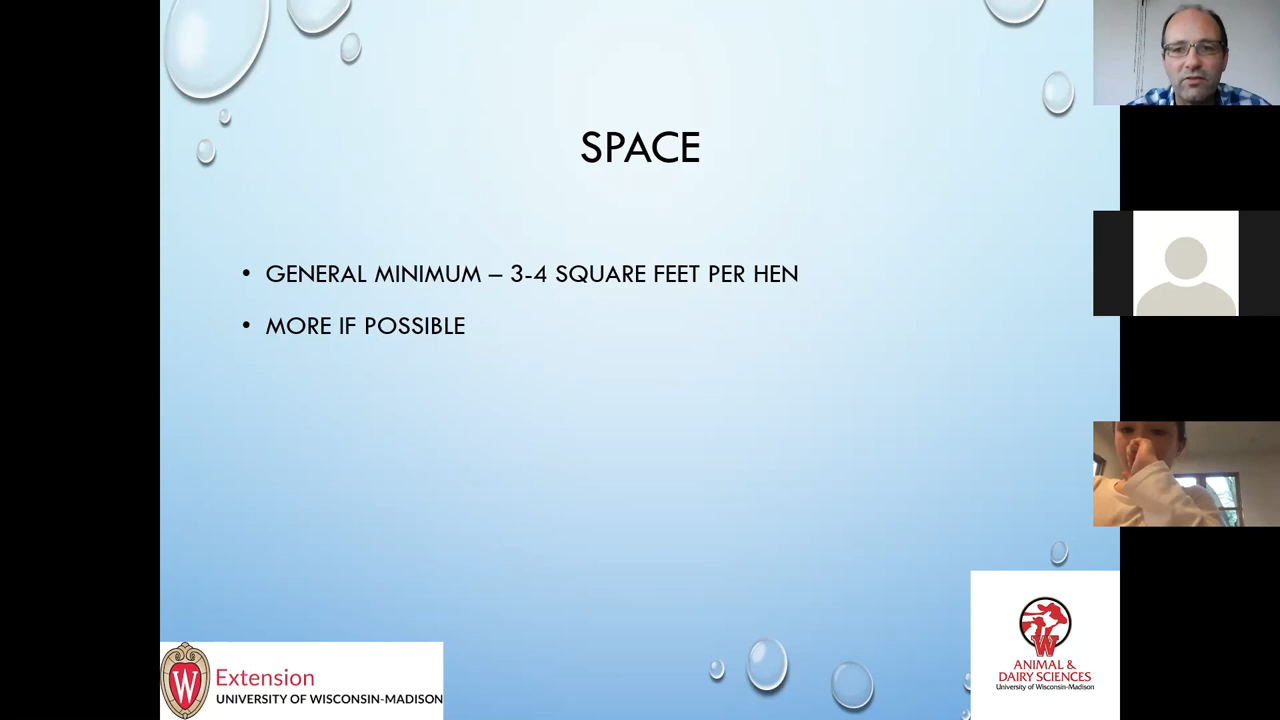 SPACE
• GENERAL MINIMUM – 3-4 SQUARE FEET PER HEN
• MORE IF POSSIBLE
W
Extension
UNIVERSITY OF WISCONSIN-MADISON
W
ANIMAL &
DAIRY SCIENCES
University of Wisconsin-Madison